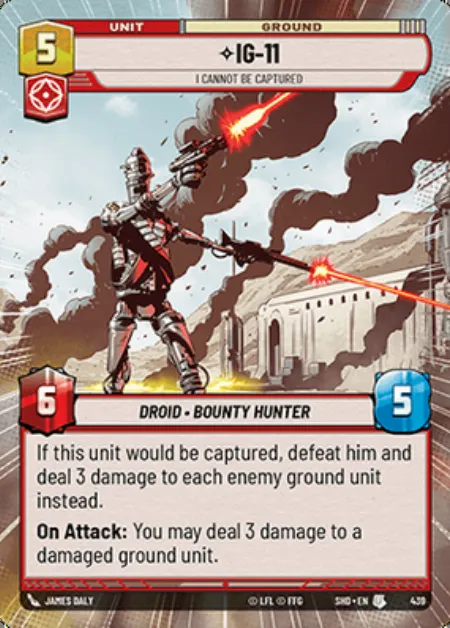 UNIT
GROUND
5
✧IG-11
I CANNOT BE CAPTURED
6
DROID • BOUNTY HUNTER
5
If this unit would be captured, defeat him and
deal 3 damage to each enemy ground unit
instead.
On Attack: You may deal 3 damage to a
damaged ground unit.
JAMES DALY
© LFL © FFG
SHD • EN
439